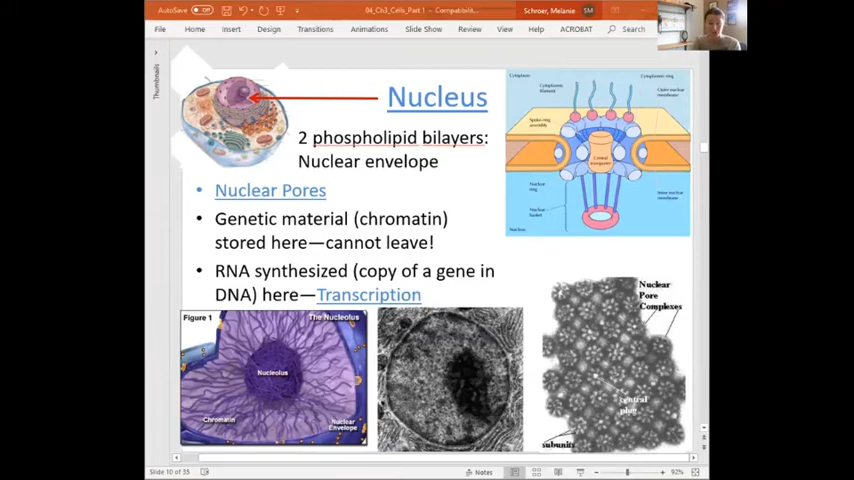 AutoSave Off
04_Ch3_Cells_Part 1 - Compatibilit...
Schroer, Melanie SM
File Home Insert Design Transitions Animations Slide Show Review View Help ACROBAT Search
Thumbnails
Nucleus
2 phospholipid bilayers:
Nuclear envelope
• Nuclear Pores
• Genetic material (chromatin)
stored here—cannot leave!
• RNA synthesized (copy of a gene in
DNA) here—Transcription
Cytoplasm
Cytoplasmic ring
Cytoplasmic
filament
Outer nuclear
membrane
Spoke-ring
assembly
Central
transporter
Nuclear
ring
Inner nuclear
membrane
Nuclear
basket
Nucleus
Figure 1
The Nucleolus
Nucleolus
Chromatin
Nuclear
Envelope
Nuclear
Pore
Complexes
central
plug
subunits
Slide 10 of 35
Notes
92%